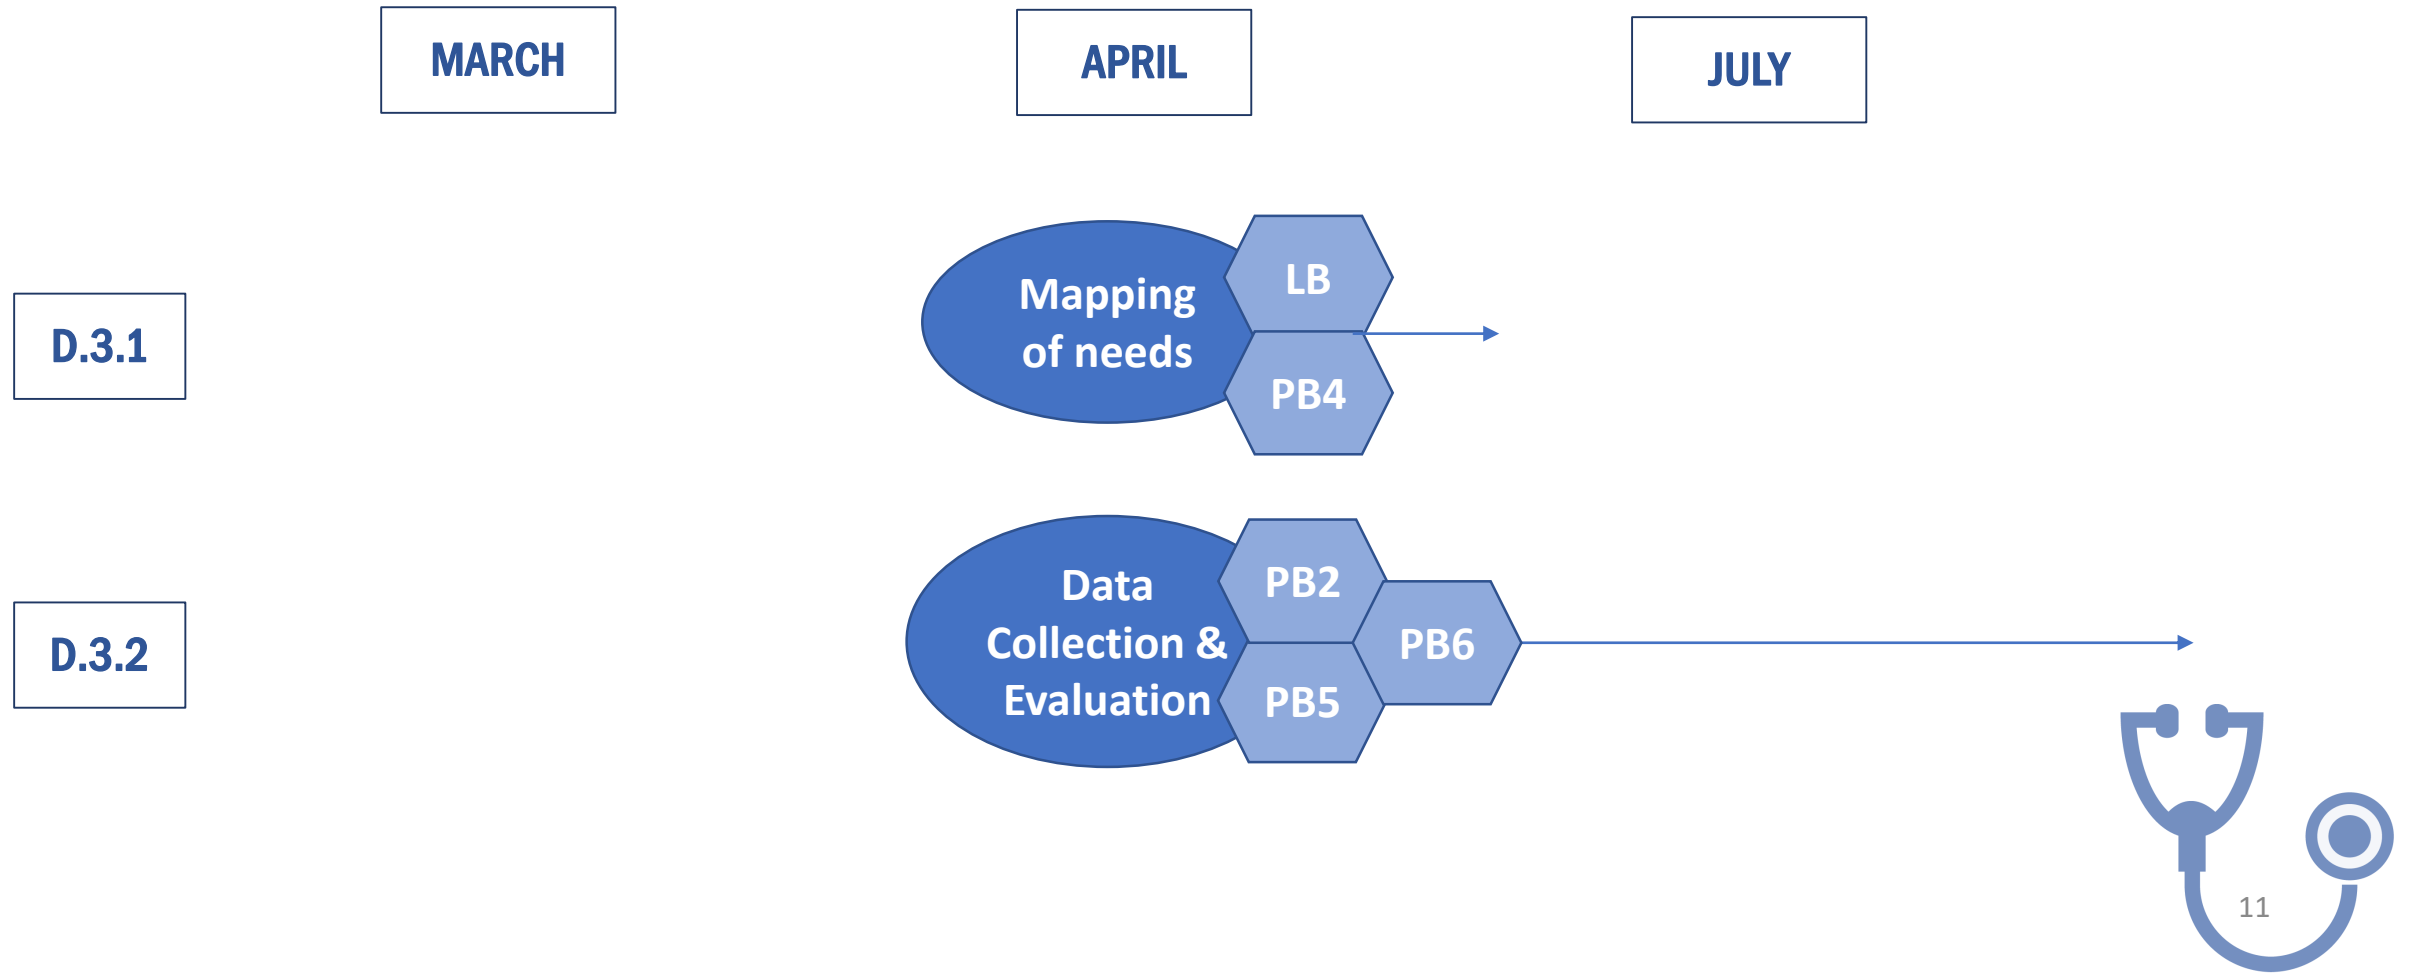 MARCH
APRIL
JULY
D.3.1
Mapping
of needs
LB
PB4
D.3.2
Data
Collection &
Evaluation
PB2
PB5
PB6
11